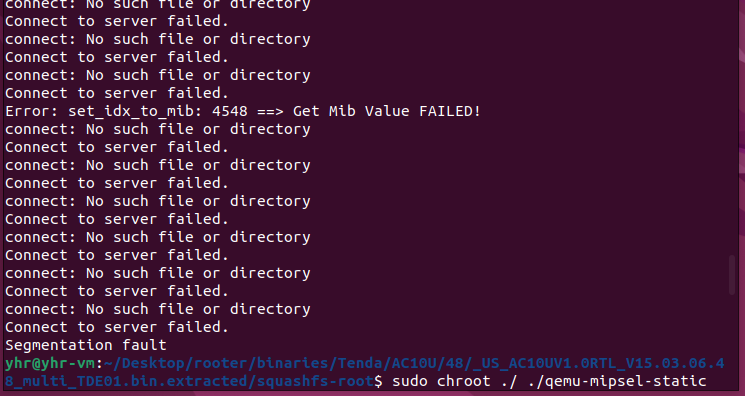 connect: No such file or directory
Connect to server failed.
connect: No such file or directory
Connect to server failed.
connect: No such file or directory
Connect to server failed.
Error: set_idx_to_mib: 4548 ==> Get Mib Value FAILED!
connect: No such file or directory
Connect to server failed.
connect: No such file or directory
Connect to server failed.
connect: No such file or directory
Connect to server failed.
connect: No such file or directory
Connect to server failed.
connect: No such file or directory
Connect to server failed.
connect: No such file or directory
Connect to server failed.
Segmentation fault
yhr@yhr-vm:~/Desktop/rooter/binaries/Tenda/AC10U/48/_US_AC10UV1.0RTL_V15.03.06.4
8_multi_TDE01.bin.extracted/squashfs-root$ sudo chroot ./ ./qemu-mipsel-static